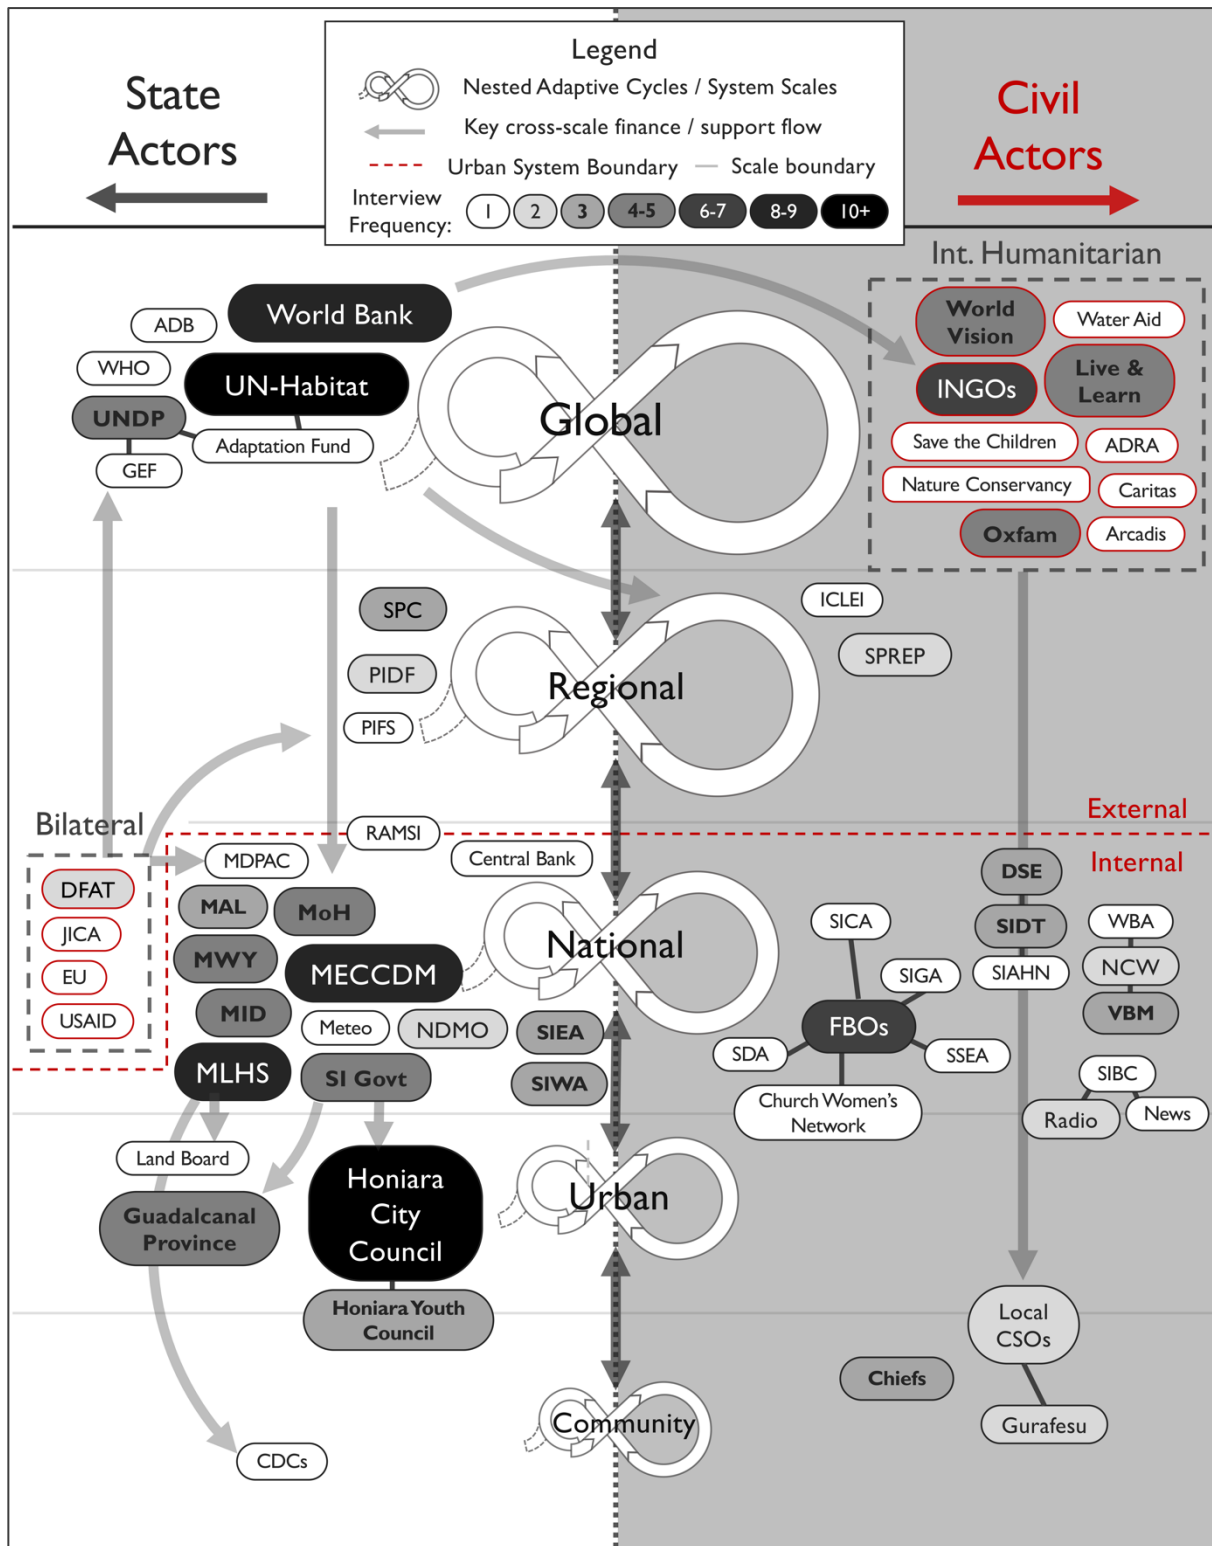 Legend
Nested Adaptive Cycles / System Scales
Key cross-scale finance / support flow
Urban System Boundary
Scale boundary
Interview
Frequency:
1
2
3
4-5
6-7
8-9
10+
State
Actors
Civil
Actors
Int. Humanitarian
World Bank
ADB
WHO
UN-Habitat
UNDP
Adaptation Fund
GEF
Global
World
Vision
Water Aid
INGOs
Live &
Learn
Save the Children
ADRA
Nature Conservancy
Caritas
Oxfam
Arcadis
SPC
PIDF
PIFS
Regional
ICLEI
SPREP
External
Internal
Bilateral
DFAT
JICA
EU
USAID
RAMSI
MDPAC
Central Bank
MAL
MoH
MWY
MECCDM
MID
Meteo
NDMO
MLHS
SI Govt
SIEA
SIWA
National
SICA
SIGA
FBOs
SDA
SSEA
Church Women's
Network
DSE
SIDT
SIAHN
WBA
NCW
VBM
SIBC
Radio
News
Land Board
Guadalcanal
Province
Honiara
City
Council
Honiara Youth
Council
Urban
Local
CSOs
Chiefs
Gurafesu
Community
CDCs